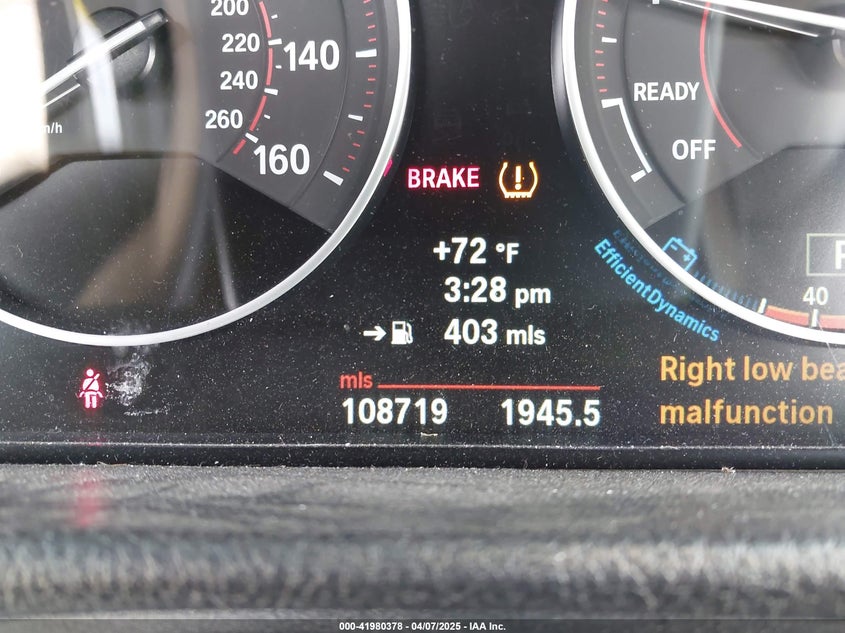 200
220
240
260
140
160
READY
OFF
BRAKE
+72 °F
3:28 pm
403 mls
EfficientDynamics
40
mls
108719 1945.5
Right low bea
malfunction
000-41980378 | 04/07/2025 - IAA Inc.